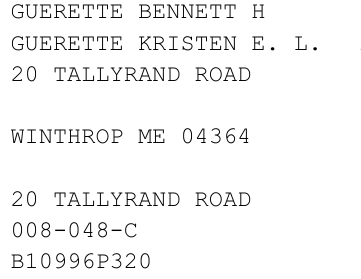 GUERETTE BENNETT H
GUERETTE KRISTEN E. L.
20 TALLYRAND ROAD
WINTHROP ME 04364
20 TALLYRAND ROAD
008-048-C
B10996P320